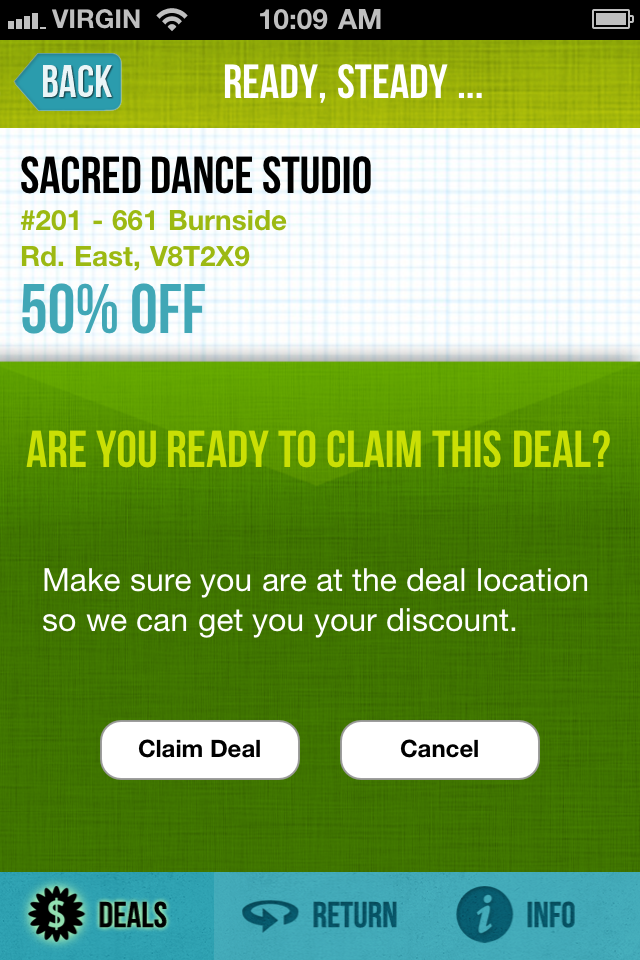 VIRGIN 10:09 AM
BACK READY, STEADY ...
SACRED DANCE STUDIO
#201 - 661 Burnside
Rd. East, V8T2X9
50% OFF
ARE YOU READY TO CLAIM THIS DEAL?
Make sure you are at the deal location
so we can get you your discount.
Claim Deal Cancel
$ DEALS RETURN i INFO